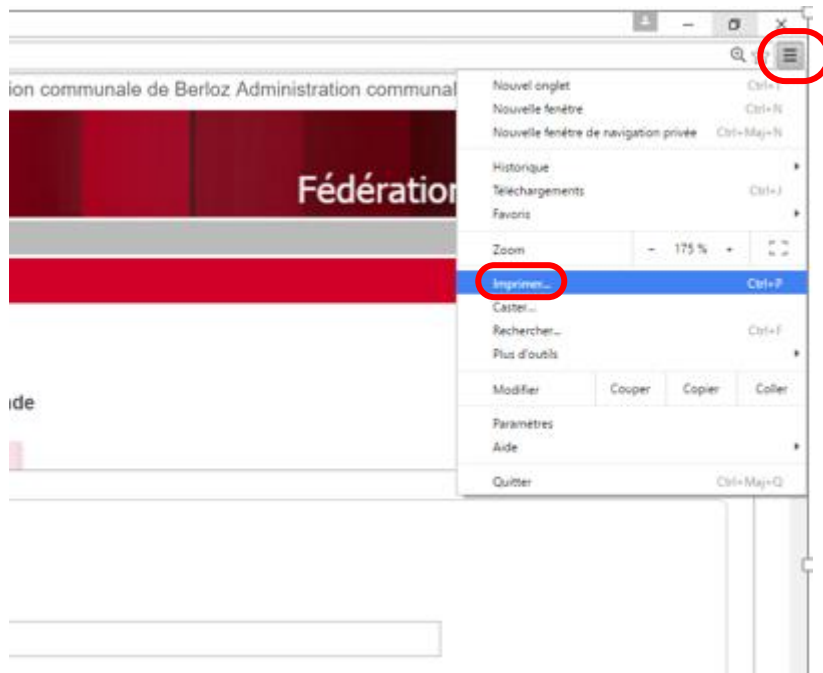 ion communale de Berloz Administration communal
Fédération
de
Nouvel onglet Ctrl+T
Nouvelle fenêtre Ctrl+N
Nouvelle fenêtre de navigation privée Ctrl+Maj+N
Historique
Téléchargements Ctrl+J
Favoris
Zoom - 175 % +
Imprimer... Ctrl+P
Caster...
Rechercher... Ctrl+F
Plus d'outils
Modifier Couper Copier Coller
Paramètres
Aide
Quitter Ctrl+Maj+Q